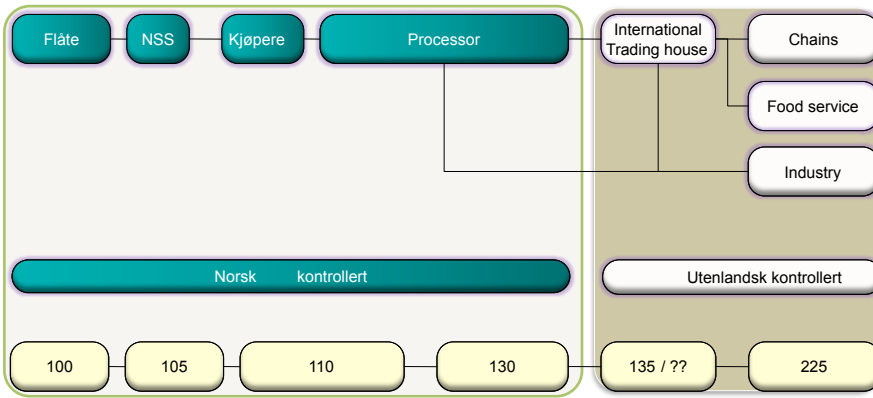 Flåte
NSS
Kjøpere
Processor
International
Trading house
Chains
Food service
Industry
Norsk kontrollert
Utenlandsk kontrollert
100
105
110
130
135 / ??
225